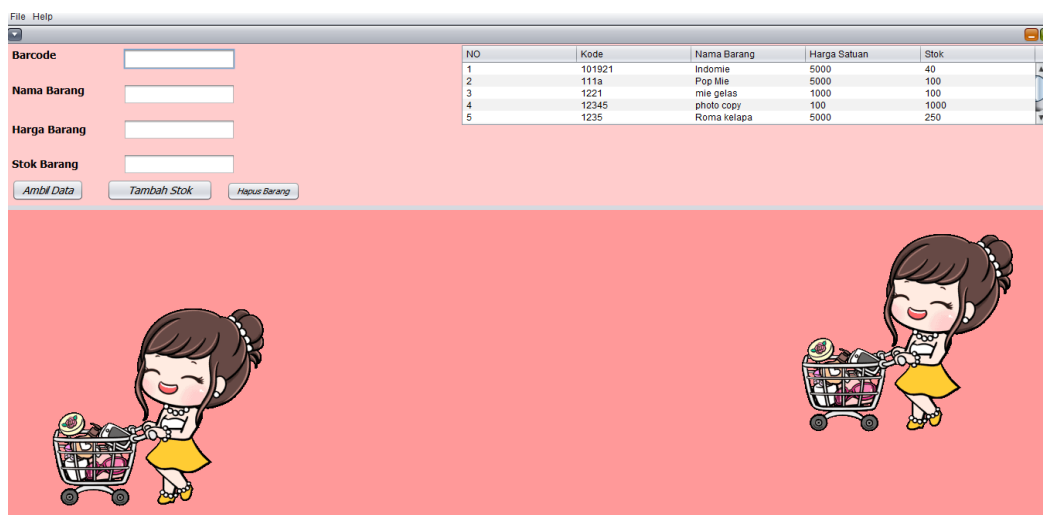 File Help
Barcode
Nama Barang
Harga Barang
Stok Barang
Ambil Data Tambah Stok Hapus Barang
NO Kode Nama Barang Harga Satuan Stok
1 101921 Indomie 5000 40
2 111a Pop Mie 5000 100
3 1221 mie gelas 1000 100
4 12345 photo copy 100 1000
5 1235 Roma kelapa 5000 250